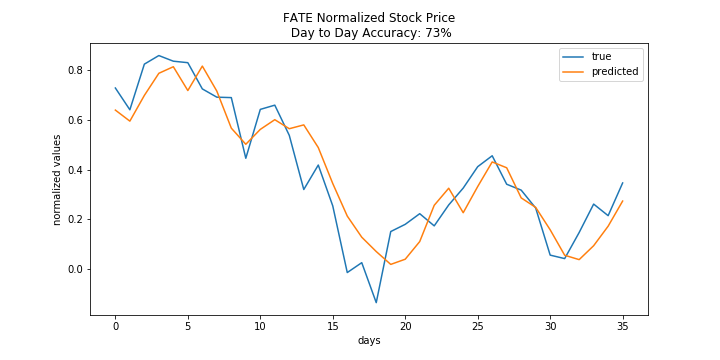 FATE Normalized Stock Price
Day to Day Accuracy: 73%
true
predicted
normalized values
0.8
0.6
0.4
0.2
0.0
0 5 10 15 20 25 30 35
days